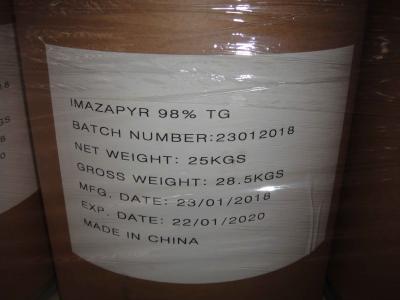 IMAZAPYR 98% TG
BATCH NUMBER:23012018
NET WEIGHT: 25KGS
GROSS WEIGHT: 28.5KGS
MFG. DATE: 23/01/2018
EXP. DATE: 22/01/2020
MADE IN CHINA